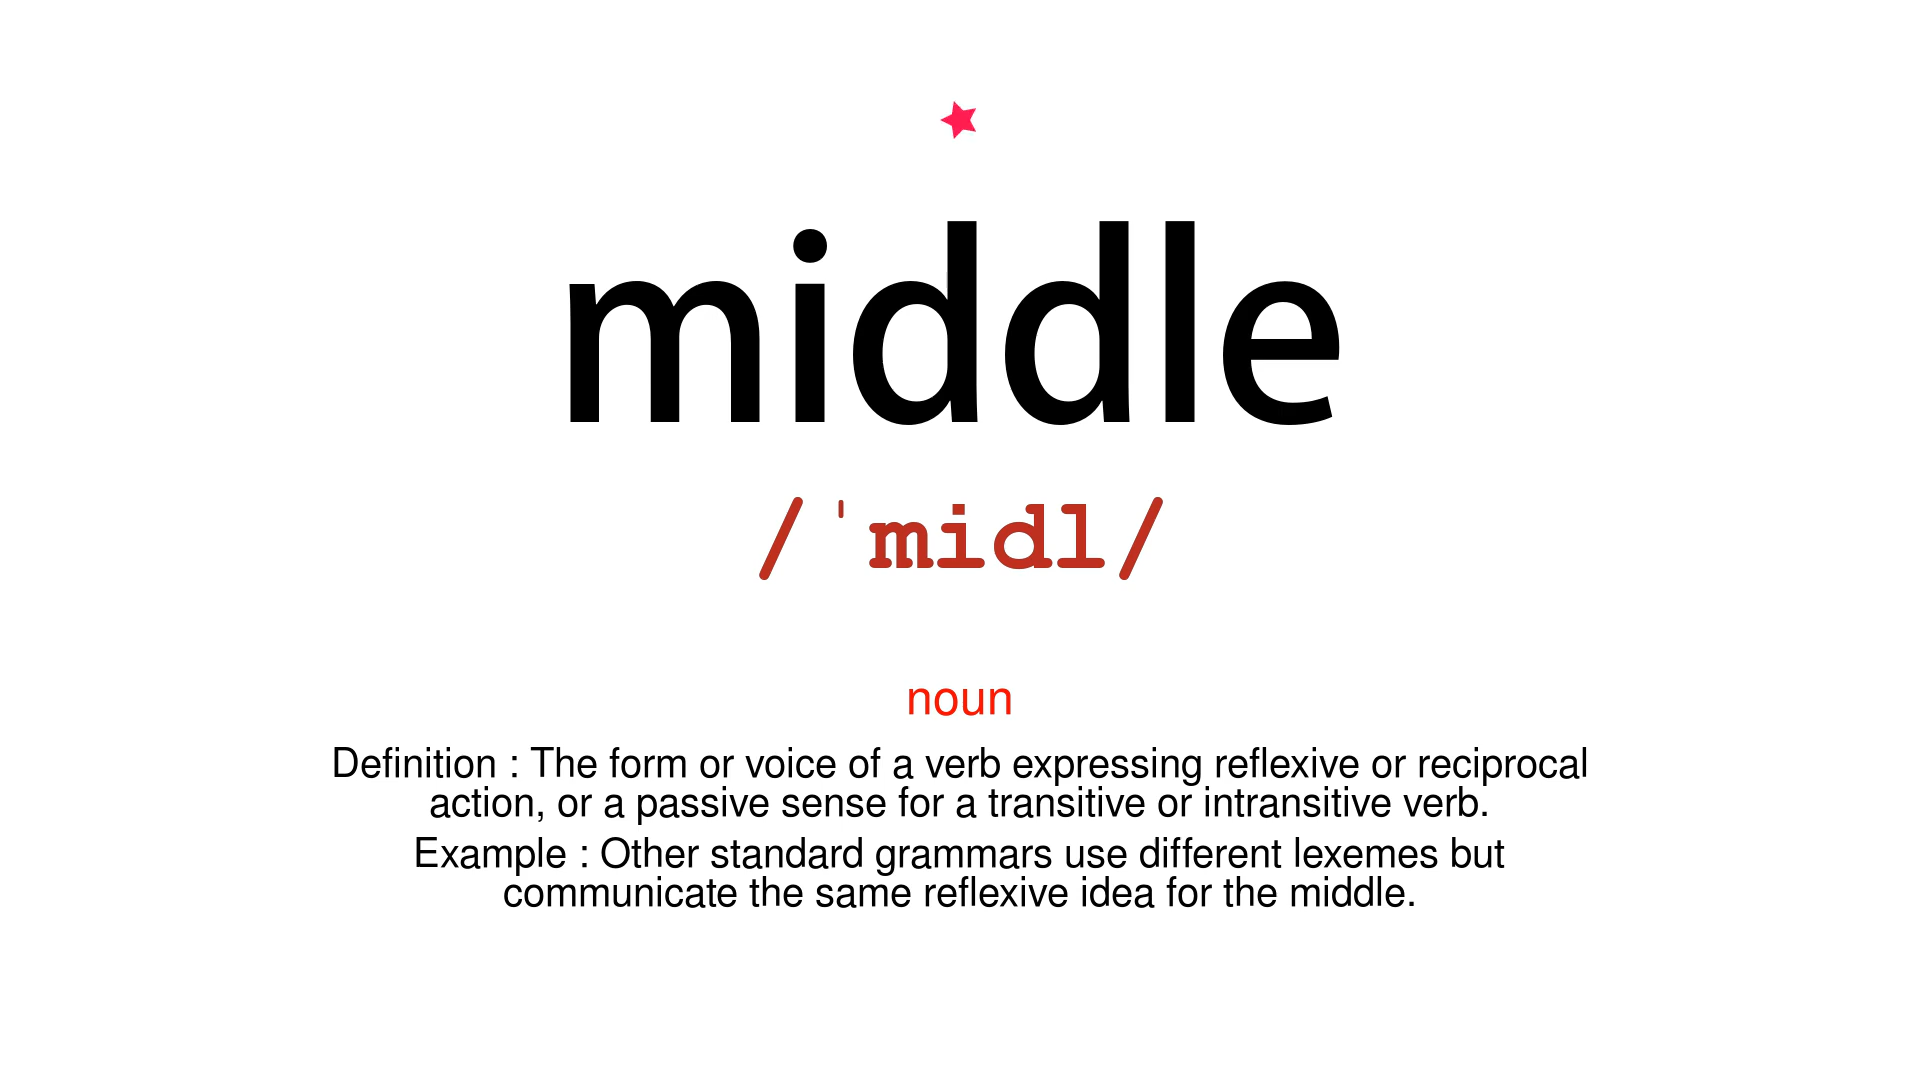 middle
/ˈmidl/
noun
Definition : The form or voice of a verb expressing reflexive or reciprocal
action, or a passive sense for a transitive or intransitive verb.
Example : Other standard grammars use different lexemes but
communicate the same reflexive idea for the middle.